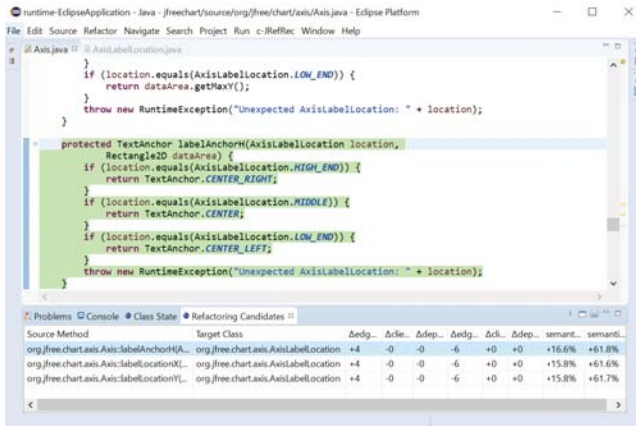 runtime-EclipseApplication - Java - jfreechart/source/org/jfree/chart/axis/Axis.java - Eclipse Platform
File Edit Source Refactor Navigate Search Project Run c-JRefRec Window Help
Axis.java AxisLabelLocation.java
}
if (location.equals(AxisLabelLocation.LOW_END)) {
return dataArea.getMaxY();
}
throw new RuntimeException("Unexpected AxisLabelLocation: " + location);
}
protected TextAnchor labelAnchorH(AxisLabelLocation location,
Rectangle2D dataArea) {
if (location.equals(AxisLabelLocation.HIGH_END)) {
return TextAnchor.CENTER_RIGHT;
}
if (location.equals(AxisLabelLocation.MIDDLE)) {
return TextAnchor.CENTER;
}
if (location.equals(AxisLabelLocation.LOW_END)) {
return TextAnchor.CENTER_LEFT;
}
throw new RuntimeException("Unexpected AxisLabelLocation: " + location);
}
Problems Console Class State Refactoring Candidates
Source Method Target Class Δedg... Δclie... Δdep... Δedg... Δcli... Δdep... semant... semanti...
org.jfree.chart.axis.Axis::labelAnchorH(A... org.jfree.chart.axis.AxisLabelLocation +4 -0 -0 -6 +0 +0 +16.6% +61.8%
org.jfree.chart.axis.Axis::labelLocationX(... org.jfree.chart.axis.AxisLabelLocation +4 -0 -0 -6 +0 +0 +15.8% +61.6%
org.jfree.chart.axis.Axis::labelLocationY(... org.jfree.chart.axis.AxisLabelLocation +4 -0 -0 -6 +0 +0 +15.8% +61.7%